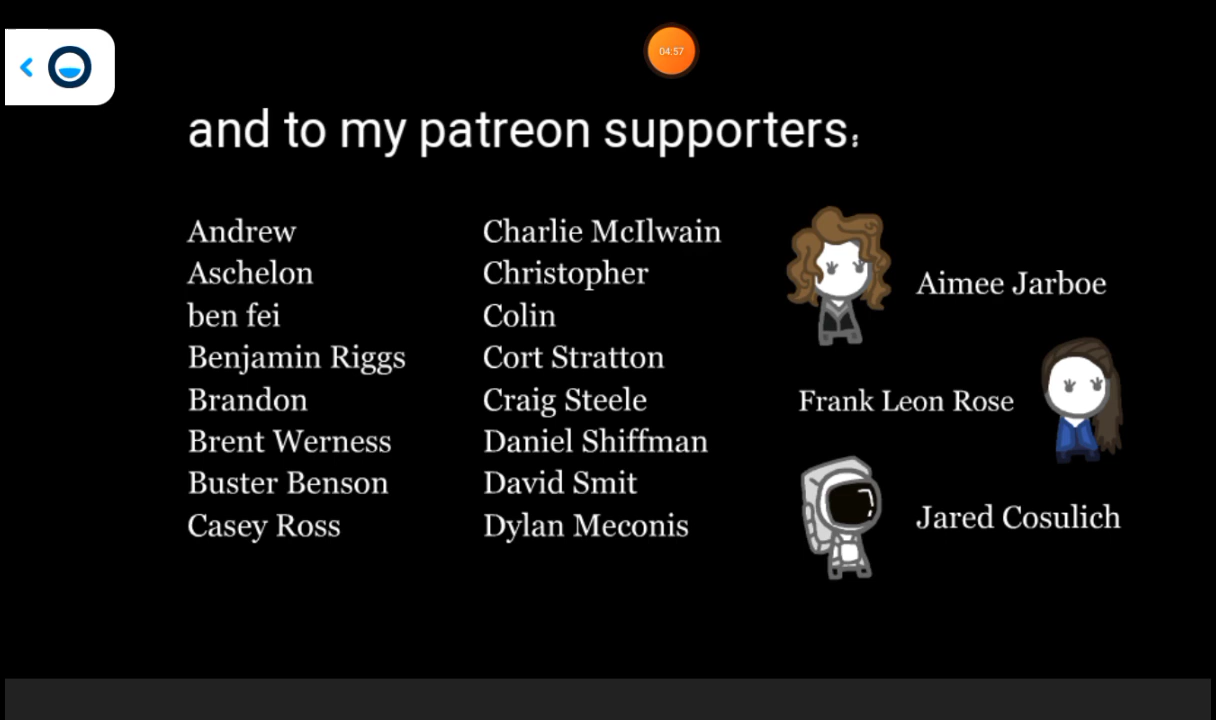 04:57
and to my patreon supporters:
Andrew
Aschelon
ben fei
Benjamin Riggs
Brandon
Brent Werness
Buster Benson
Casey Ross
Charlie McIlwain
Christopher
Colin
Cort Stratton
Craig Steele
Daniel Shiffman
David Smit
Dylan Meconis
Aimee Jarboe
Frank Leon Rose
Jared Cosulich